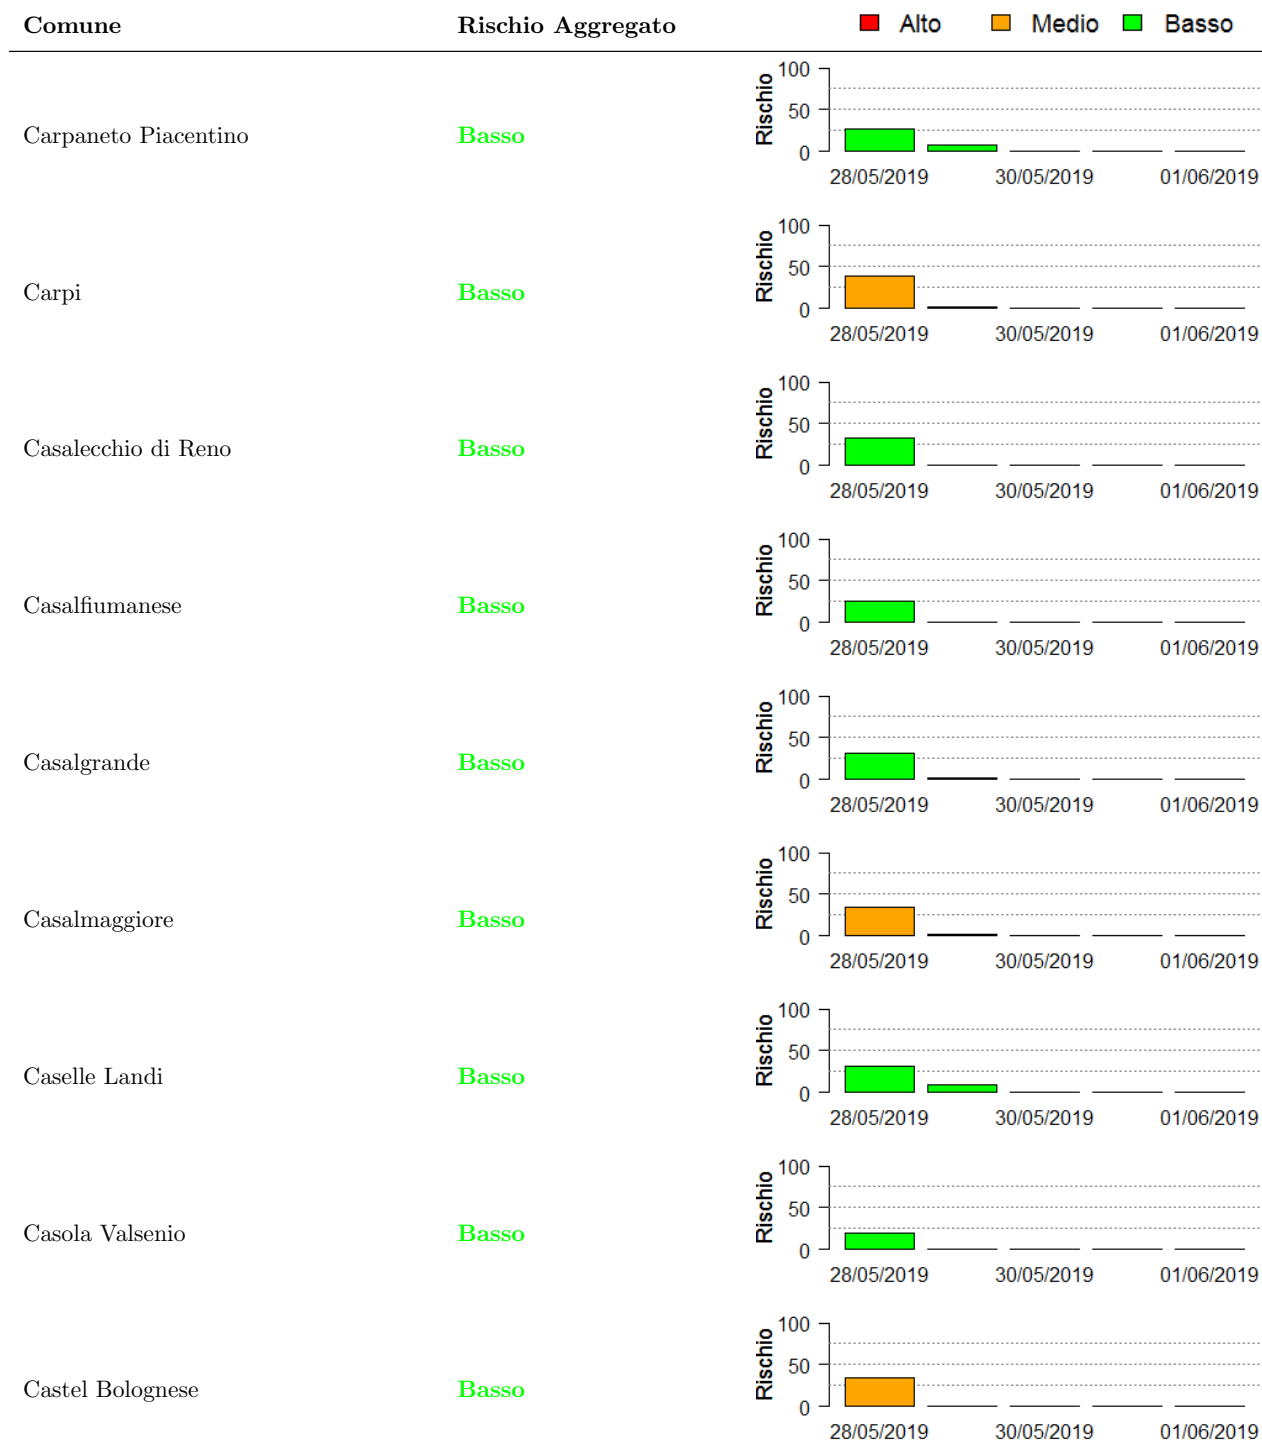 Comune Rischio Aggregato Alto Medio Basso
Carpaneto Piacentino Basso
Rischio
100
50
0
28/05/2019 30/05/2019 01/06/2019
Carpi Basso
Rischio
100
50
0
28/05/2019 30/05/2019 01/06/2019
Casalecchio di Reno Basso
Rischio
100
50
0
28/05/2019 30/05/2019 01/06/2019
Casalfiumanese Basso
Rischio
100
50
0
28/05/2019 30/05/2019 01/06/2019
Casalgrande Basso
Rischio
100
50
0
28/05/2019 30/05/2019 01/06/2019
Casalmaggiore Basso
Rischio
100
50
0
28/05/2019 30/05/2019 01/06/2019
Caselle Landi Basso
Rischio
100
50
0
28/05/2019 30/05/2019 01/06/2019
Casola Valsenio Basso
Rischio
100
50
0
28/05/2019 30/05/2019 01/06/2019
Castel Bolognese Basso
Rischio
100
50
0
28/05/2019 30/05/2019 01/06/2019